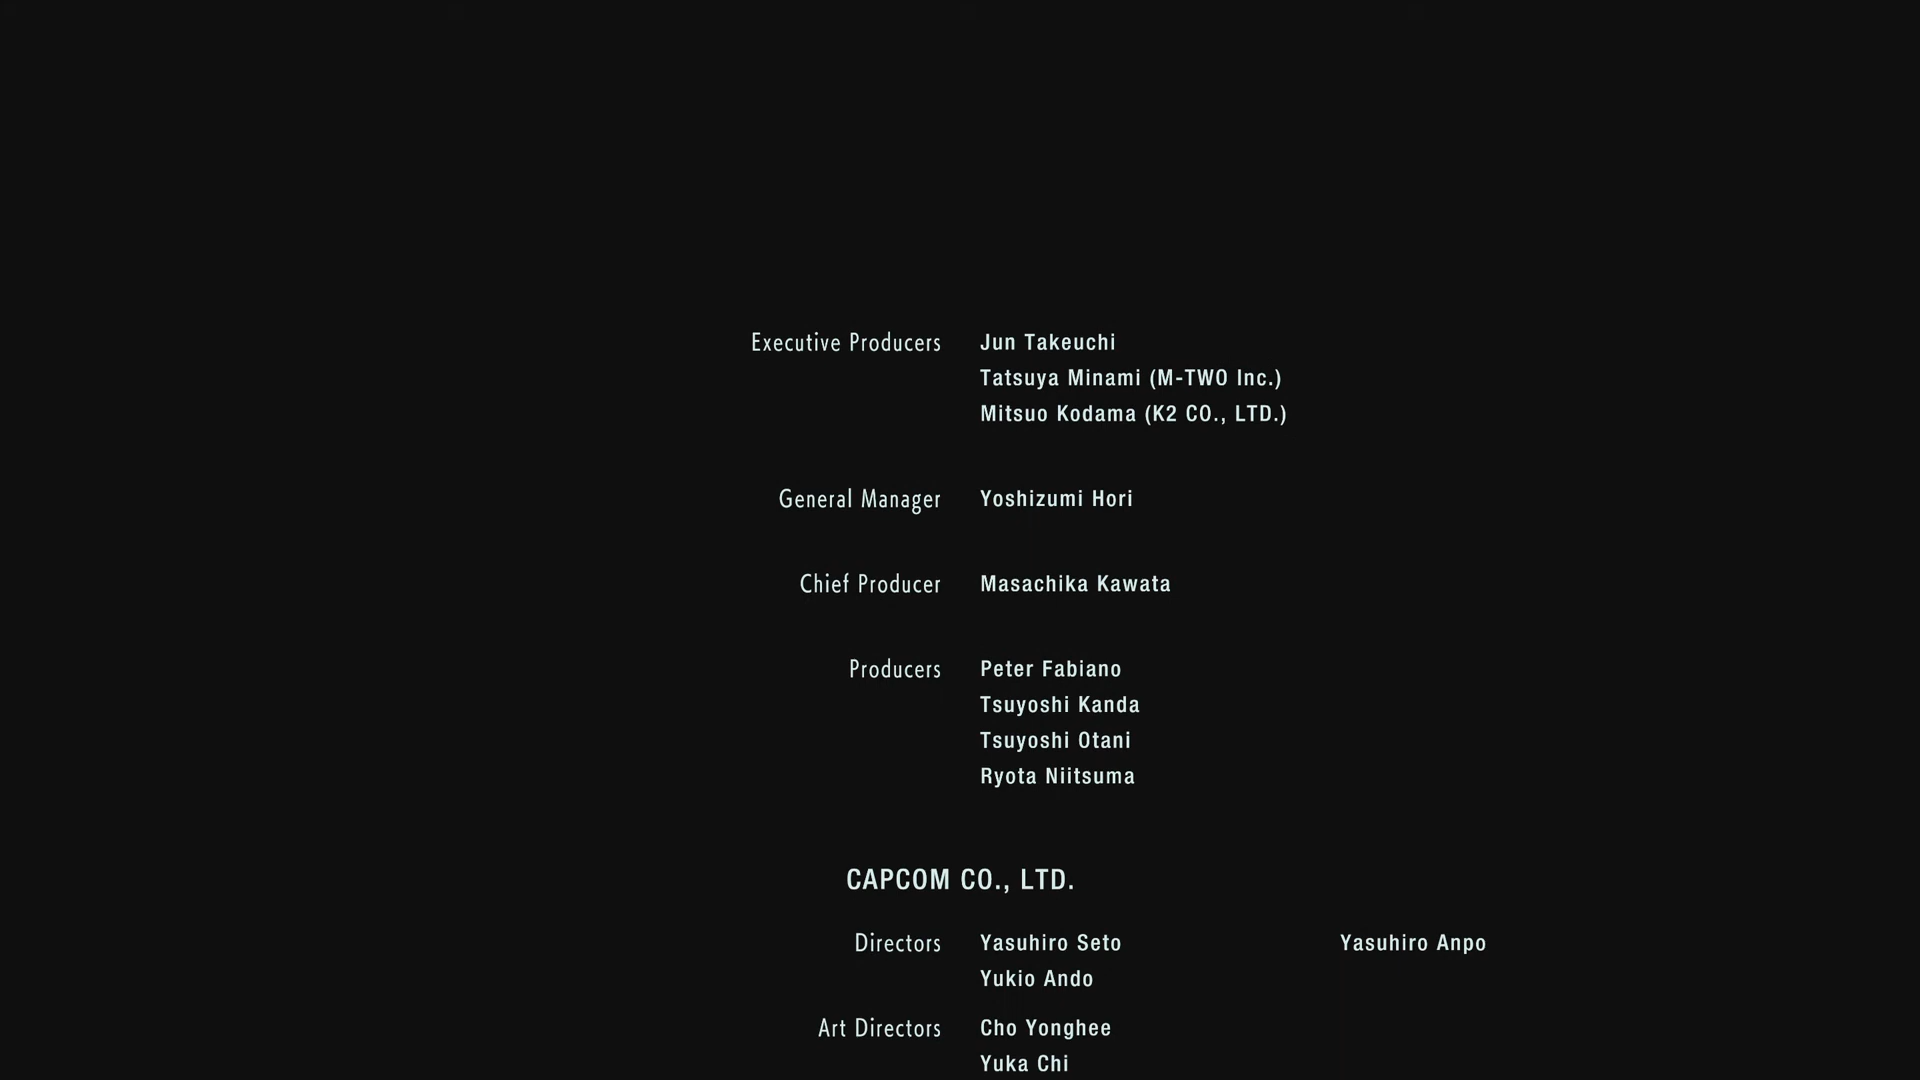 Executive Producers Jun Takeuchi
Tatsuya Minami (M-TWO Inc.)
Mitsuo Kodama (K2 CO., LTD.)
General Manager Yoshizumi Hori
Chief Producer Masachika Kawata
Producers Peter Fabiano
Tsuyoshi Kanda
Tsuyoshi Otani
Ryota Niitsuma
CAPCOM CO., LTD.
Directors Yasuhiro Seto Yasuhiro Anpo
Yukio Ando
Art Directors Cho Yonghee
Yuka Chi